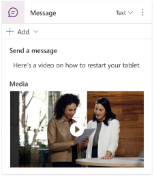 Message
Text
Add
Send a message
Here's a video on how to restart your tablet
Media